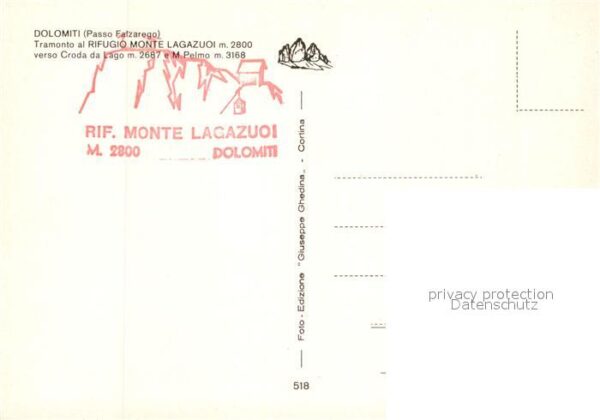 DOLOMITI (Passo Falzarego)
Tramonto al RIFUGIO MONTE LAGAZUOI m. 2800
verso Croda da Lago m. 2687 e M. Pelmo m. 3168
RIF. MONTE LAGAZUOI
M. 2800 DOLOMITI
Foto - Edizione "Giuseppe Ghedina" - Cortina
518
privacy protection
Datenschutz